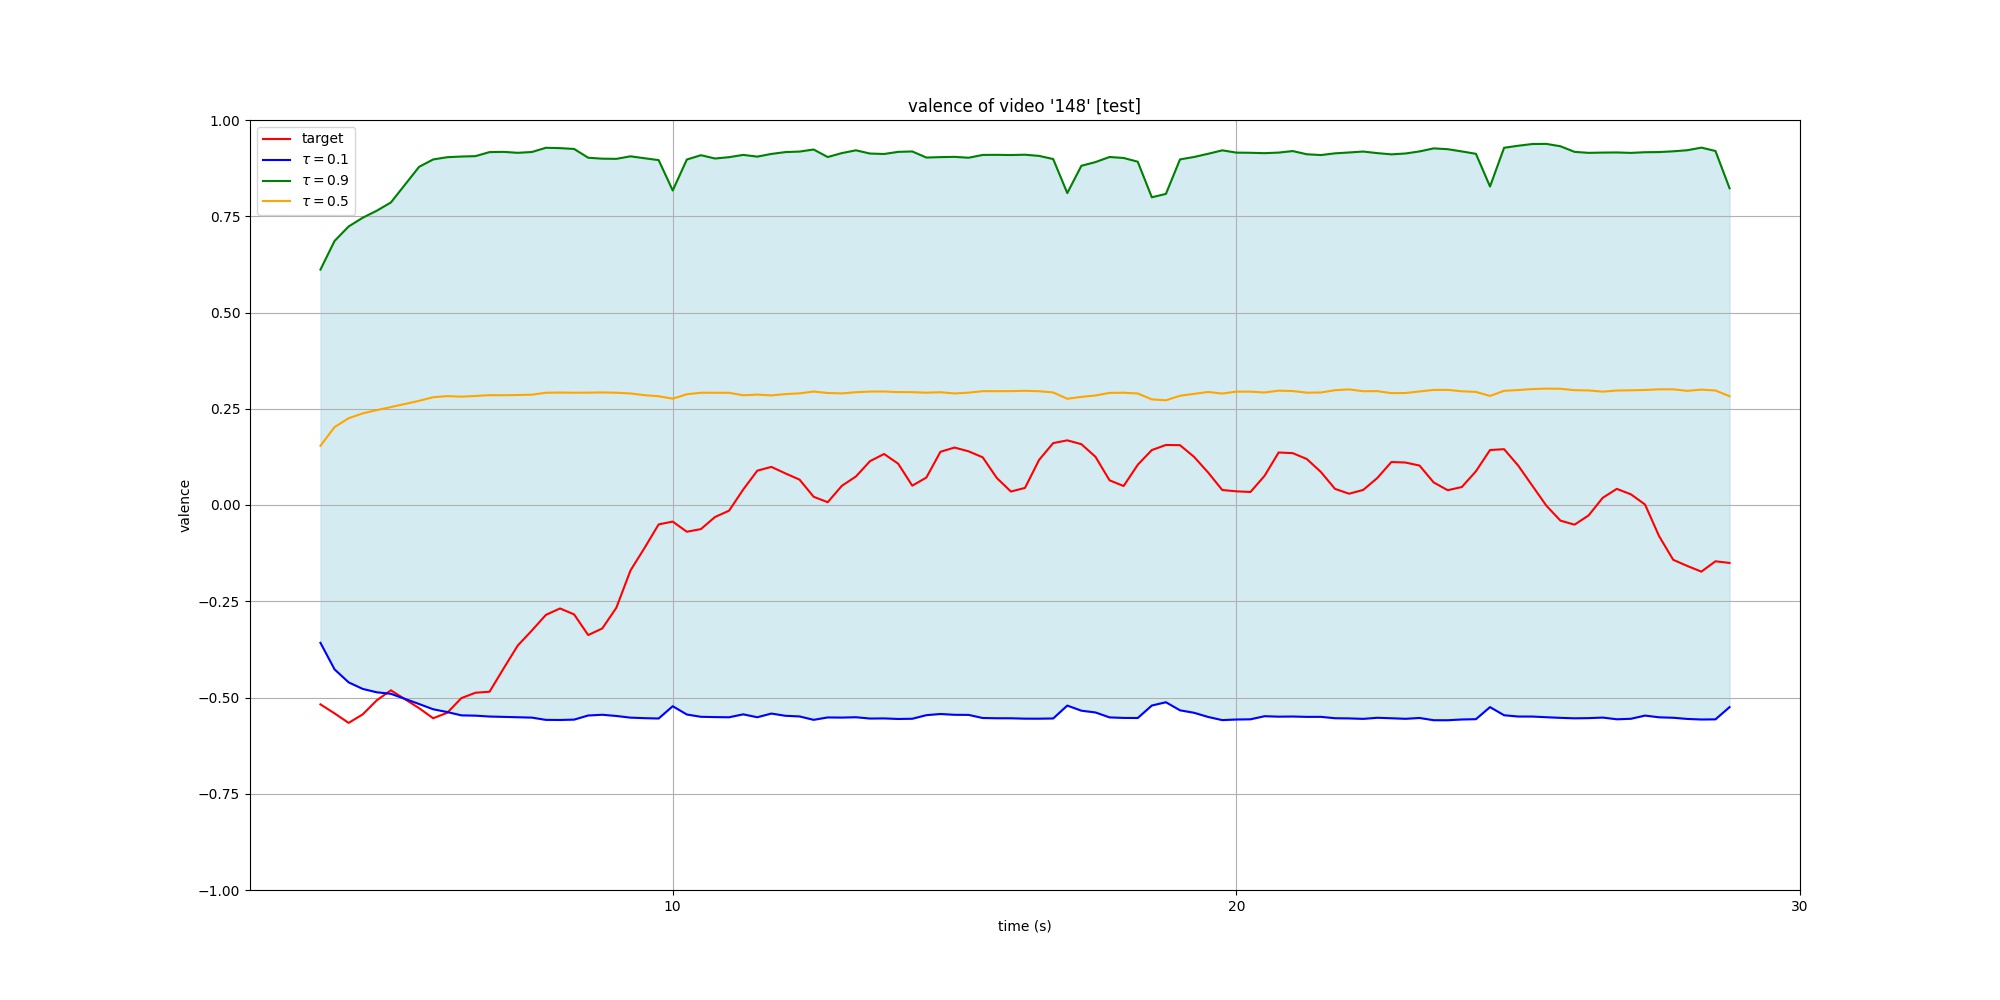 valence of video '148' [test]
target
τ = 0.1
τ = 0.9
τ = 0.5
1.00
0.75
0.50
0.25
0.00
−0.25
−0.50
−0.75
−1.00
valence
10
20
30
time (s)